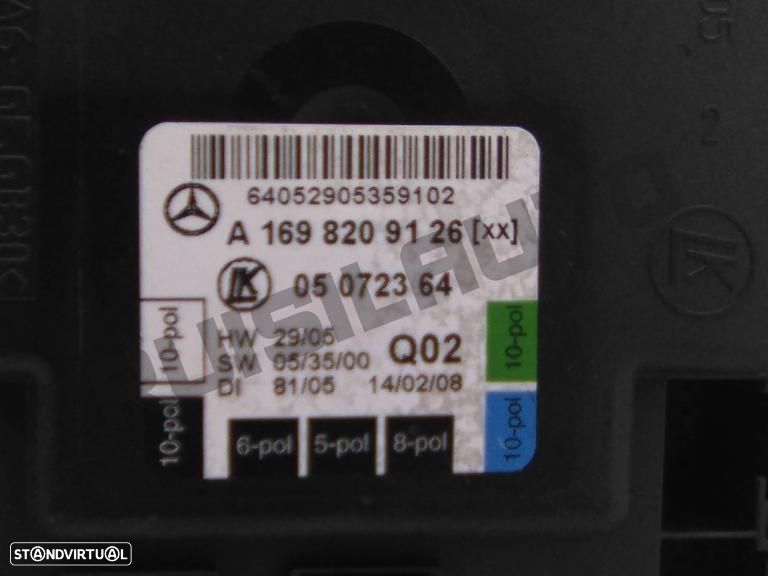 64052905359102
A 169 820 91 26 [xx]
LK 05 0723 64
HW 29/05
SW 05/35/00
DI 81/05 14/02/08
Q02
10-pol
10-pol
10-pol
10-pol
6-pol 5-pol 8-pol
LK
STANDVIRTUAL